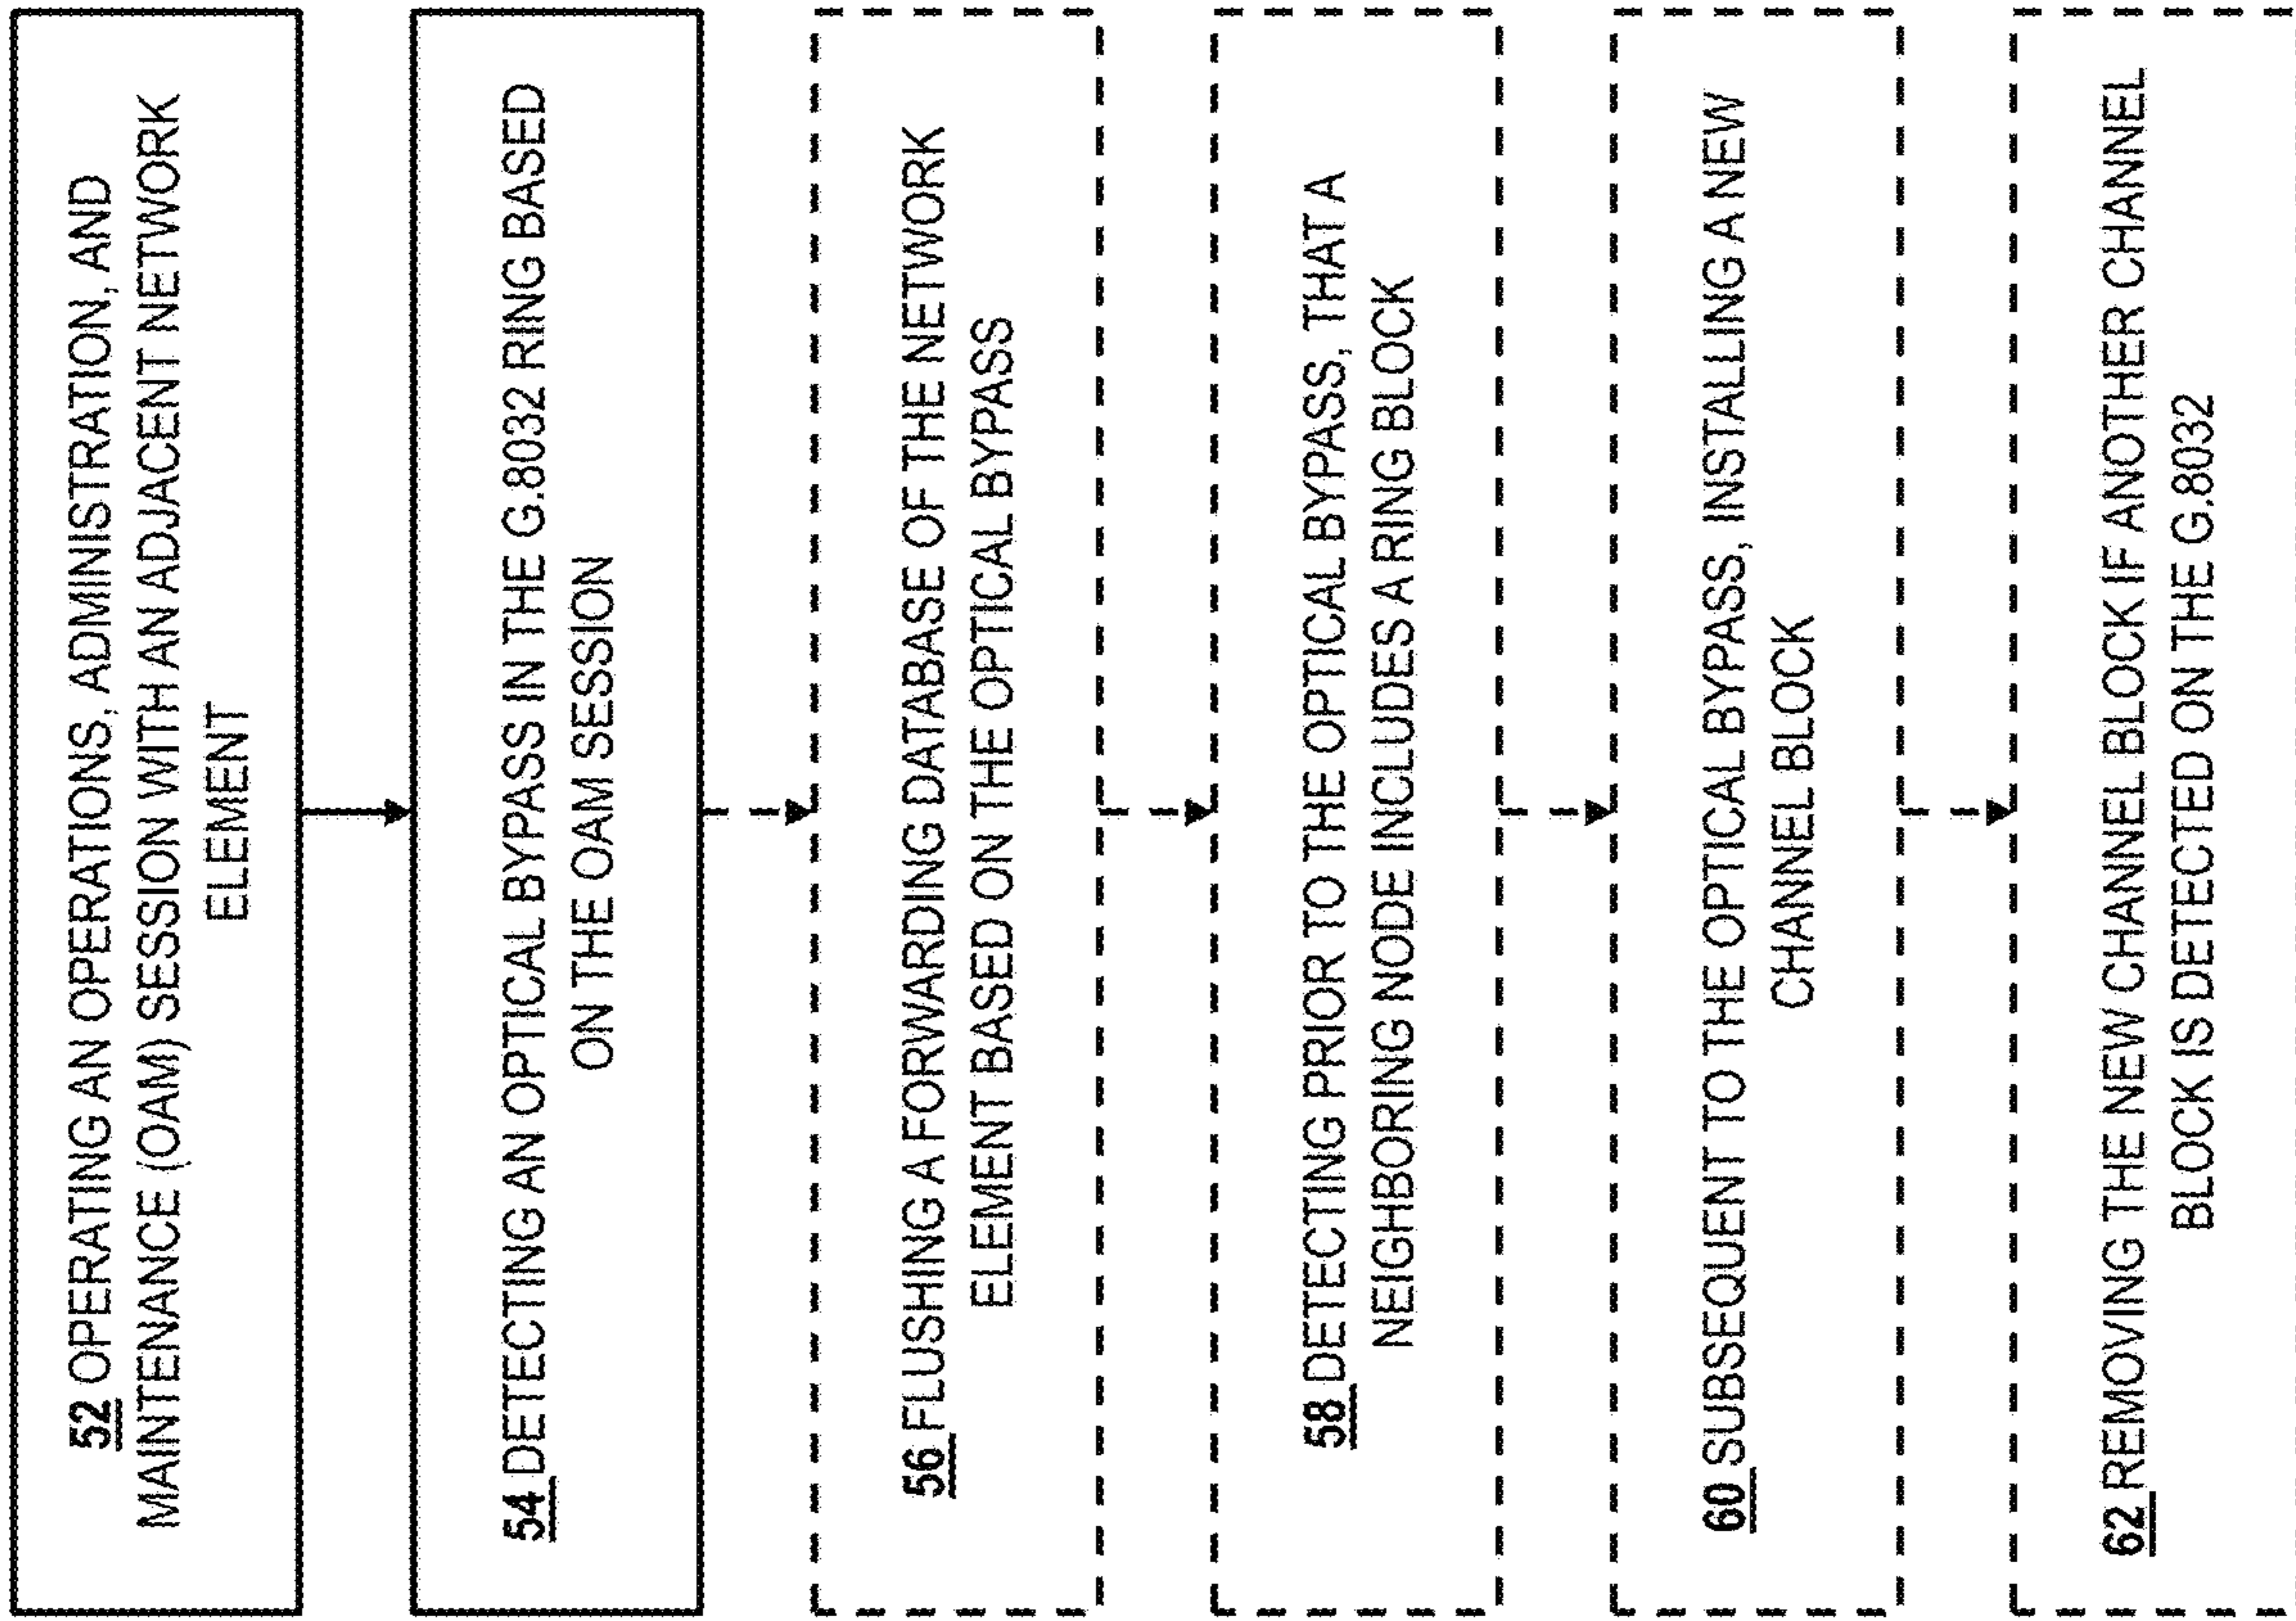 52 OPERATING AN OPERATIONS, ADMINISTRATION, AND
MAINTENANCE (OAM) SESSION WITH AN ADJACENT NETWORK
ELEMENT
54 DETECTING AN OPTICAL BYPASS IN THE G.8032 RING BASED
ON THE OAM SESSION
56 FLUSHING A FORWARDING DATABASE OF THE NETWORK
ELEMENT BASED ON THE OPTICAL BYPASS
58 DETECTING PRIOR TO THE OPTICAL BYPASS, THAT A
NEIGHBORING NODE INCLUDES A RING BLOCK
60 SUBSEQUENT TO THE OPTICAL BYPASS, INSTALLING A NEW
CHANNEL BLOCK
62 REMOVING THE NEW CHANNEL BLOCK IF ANOTHER CHANNEL
BLOCK IS DETECTED ON THE G.8032